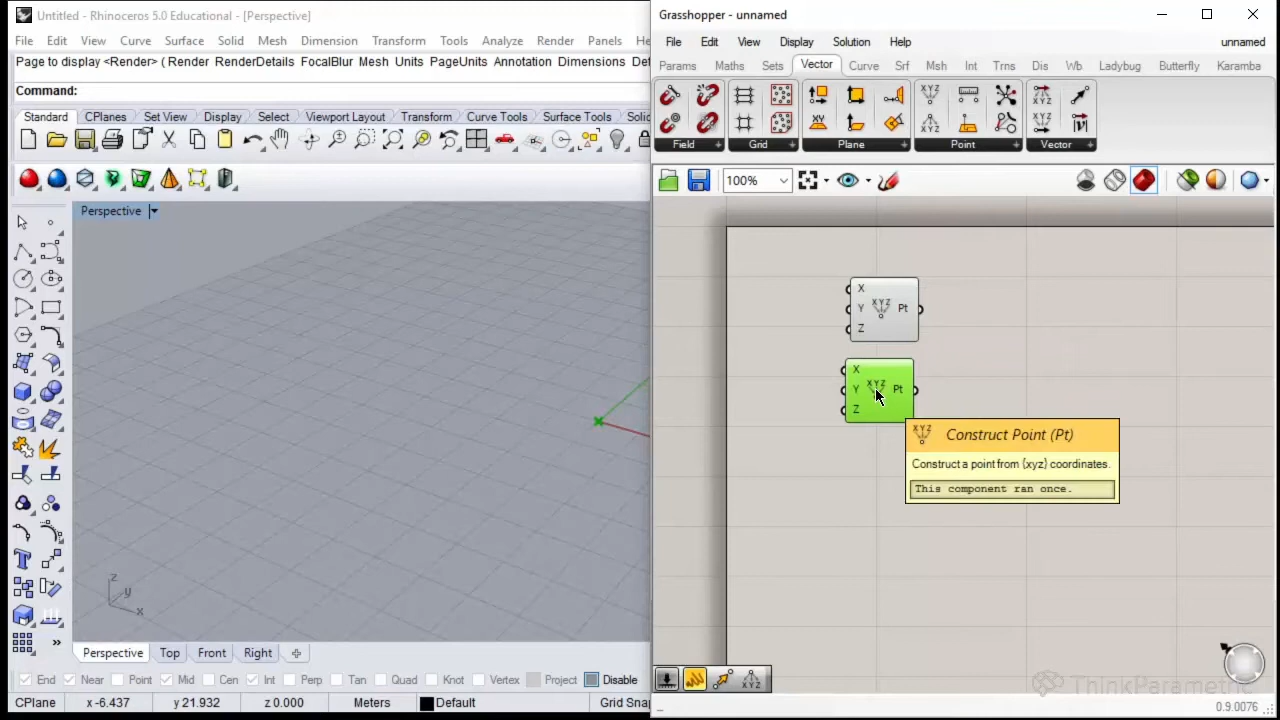 Untitled - Rhinoceros 5.0 Educational - [Perspective]
File Edit View Curve Surface Solid Mesh Dimension Transform Tools Analyze Render Panels
Page to display <Render> ( Render RenderDetails FocalBlur Mesh Units PageUnits Annotation Dimensions
Command:
Standard CPlanes Set View Display Select Viewport Layout Transform Curve Tools Surface Tools
Perspective
z
y
x
Perspective Top Front Right
End Near Point Mid Cen Int Perp Tan Quad Knot Vertex Project Disable
CPlane x -6.437 y 21.932 z 0.000 Meters Default Grid Snap
Grasshopper - unnamed
File Edit View Display Solution Help unnamed
Params Maths Sets Vector Curve Srf Msh Int Trns Dis Wb Ladybug Butterfly Karamba
Field Grid Plane Point Vector
100%
X
Y XYZ Pt
Z
X
Y XYZ Pt
Z
XYZ Construct Point (Pt)
Construct a point from {xyz} coordinates.
This component ran once.
ThinkParametric
0.9.0076